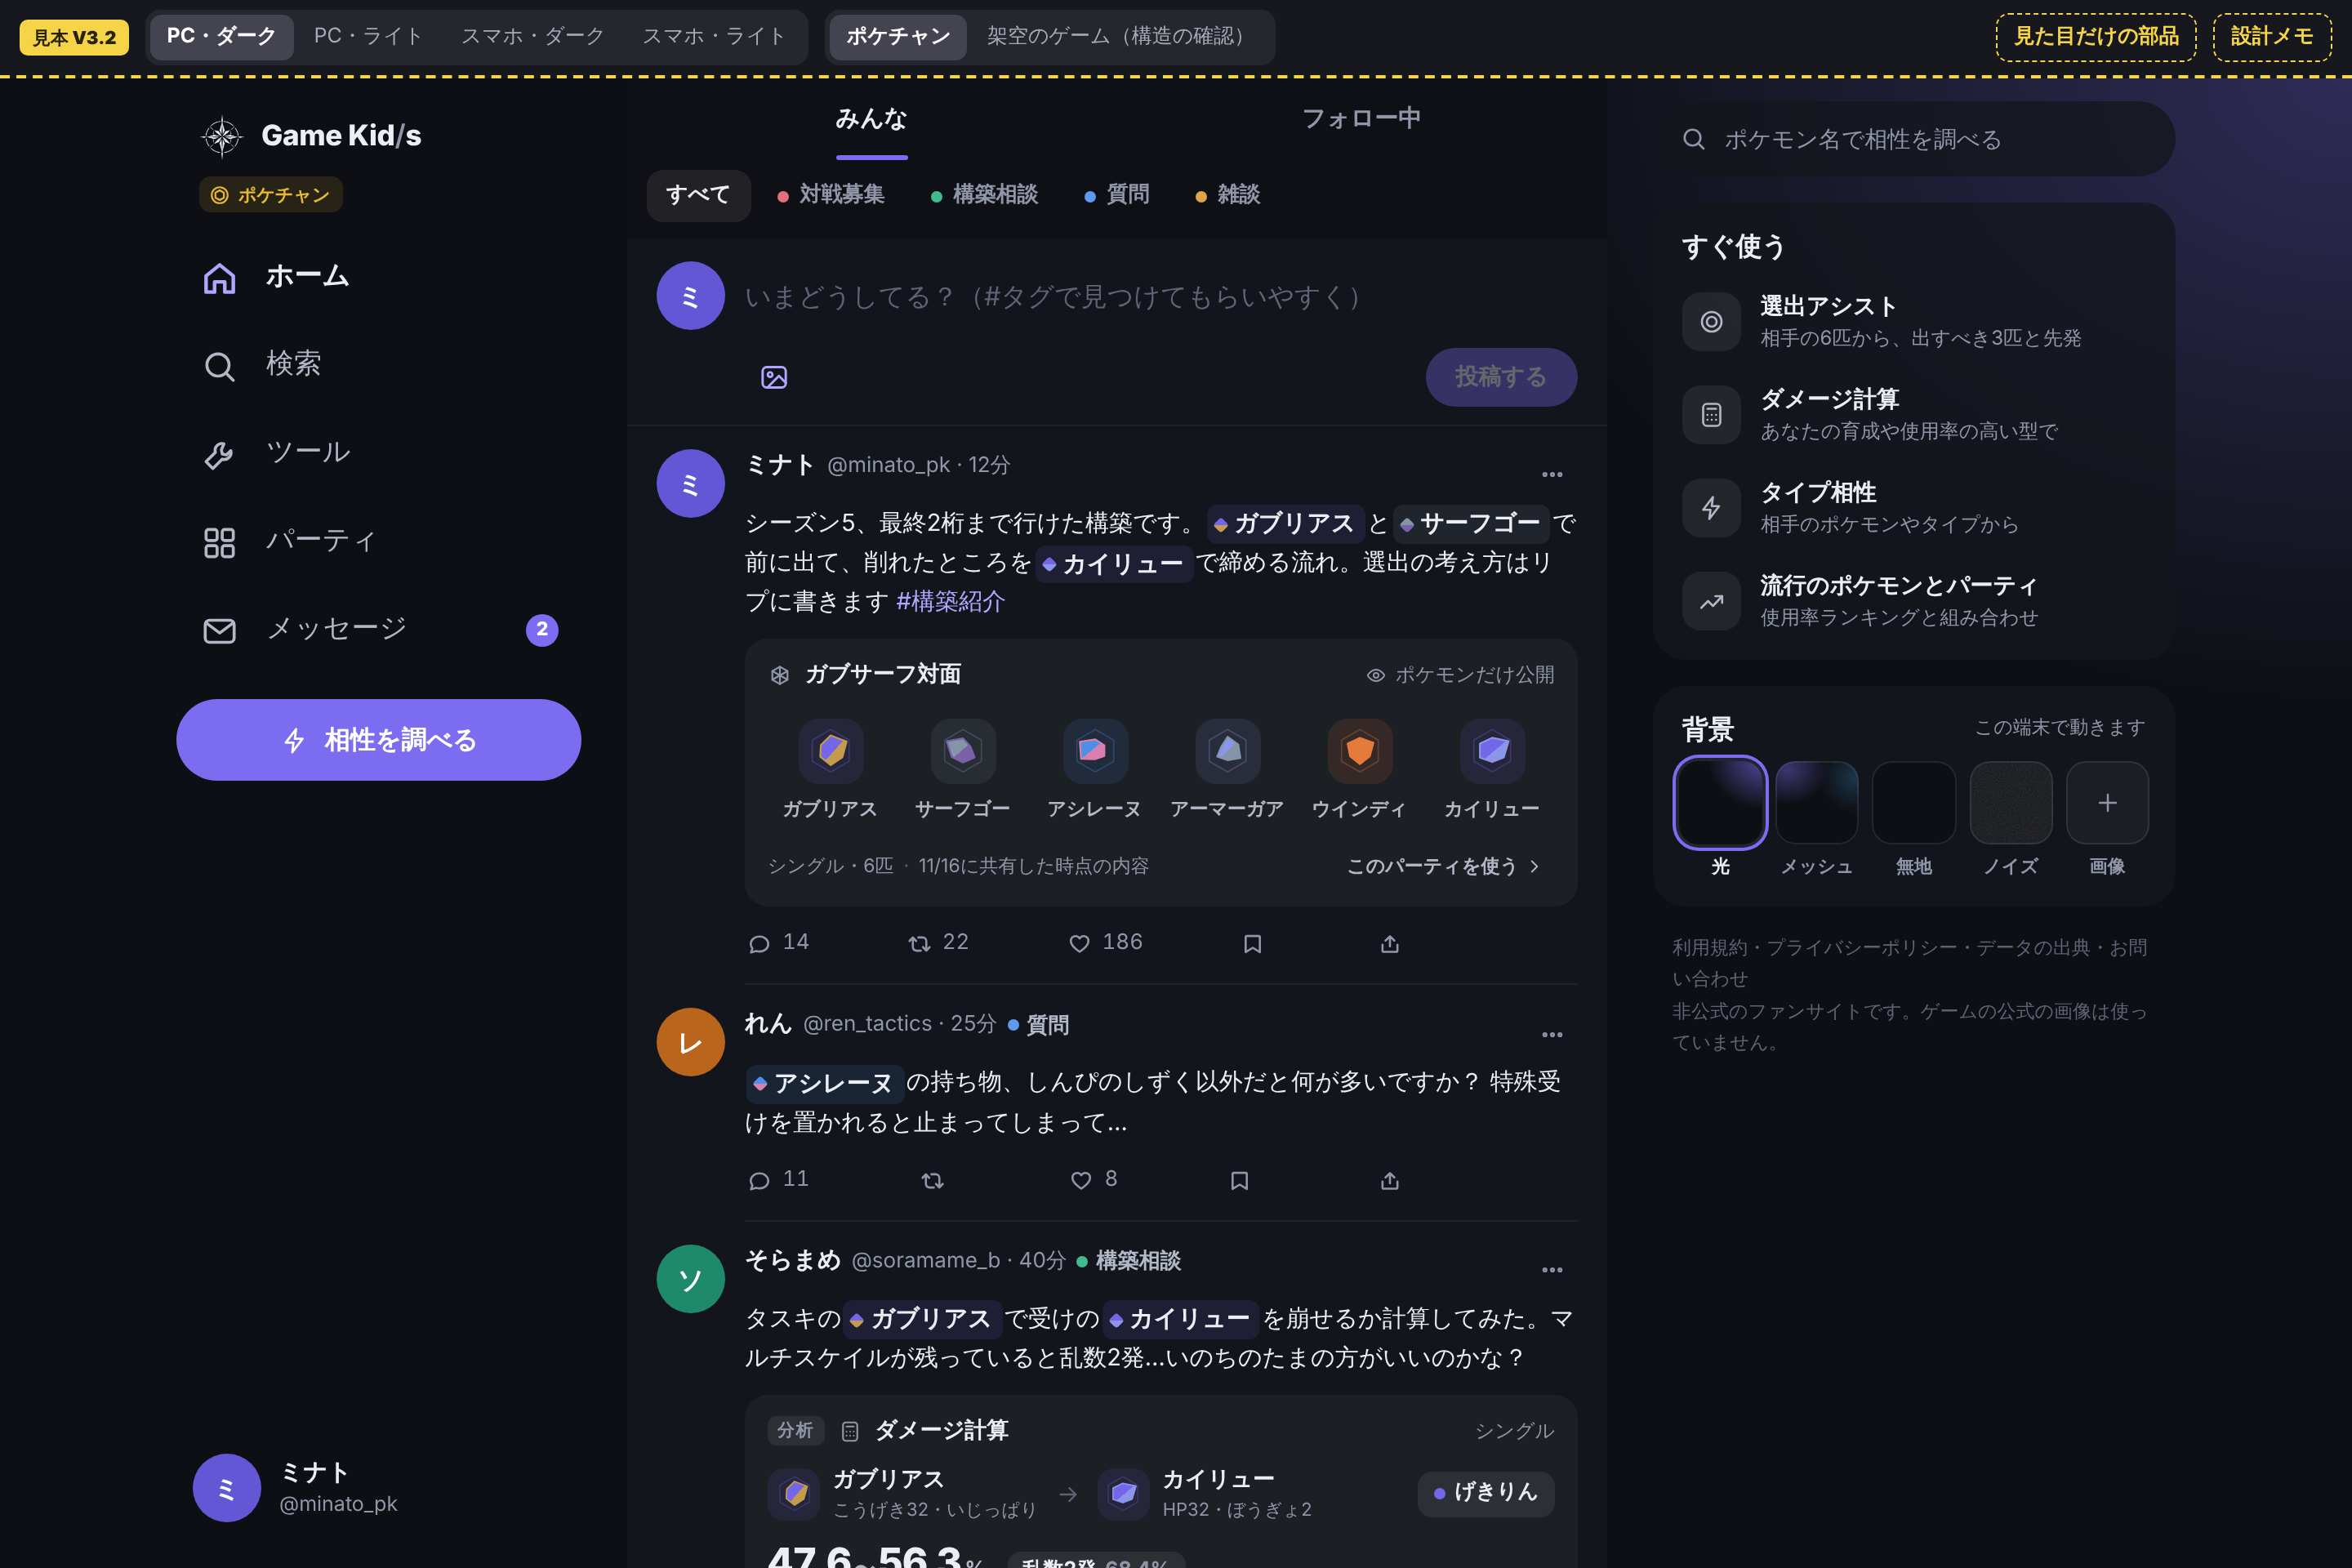 見本 V3.2
PC・ダーク
PC・ライト
スマホ・ダーク
スマホ・ライト
ポケチャン
架空のゲーム（構造の確認）
見た目だけの部品
設計メモ
Game Kid/s
ポケチャン
ホーム
検索
ツール
パーティ
メッセージ
2
相性を調べる
ミ
ミナト
@minato_pk
みんな
フォロー中
すべて
対戦募集
構築相談
質問
雑談
ミ
いまどうしてる？（#タグで見つけてもらいやすく）
投稿する
ミ
ミナト @minato_pk · 12分
シーズン5、最終2桁まで行けた構築です。ガブリアスとサーフゴーで
前に出て、削れたところをカイリューで締める流れ。選出の考え方はリ
プに書きます #構築紹介
ガブサーフ対面
ポケモンだけ公開
ガブリアス
サーフゴー
アシレーヌ
アーマーガア
ウインディ
カイリュー
シングル・6匹 · 11/16に共有した時点の内容
このパーティを使う
14
22
186
レ
れん @ren_tactics · 25分 質問
アシレーヌの持ち物、しんぴのしずく以外だと何が多いですか？ 特殊受
けを置かれると止まってしまって…
11
8
ソ
そらまめ @soramame_b · 40分 構築相談
タスキのガブリアスで受けのカイリューを崩せるか計算してみた。マ
ルチスケイルが残っていると乱数2発…いのちのたまの方がいいのかな？
分析
ダメージ計算
シングル
ガブリアス
こうげき32・いじっぱり
カイリュー
HP32・ぼうぎょ2
げきりん
47.6~56.3%
乱数2発 68.4%
ポケモン名で相性を調べる
すぐ使う
選出アシスト
相手の6匹から、出すべき3匹と先発
ダメージ計算
あなたの育成や使用率の高い型で
タイプ相性
相手のポケモンやタイプから
流行のポケモンとパーティ
使用率ランキングと組み合わせ
背景
この端末で動きます
光
メッシュ
無地
ノイズ
画像
利用規約・プライバシーポリシー・データの出典・お問
い合わせ
非公式のファンサイトです。ゲームの公式の画像は使っ
ていません。